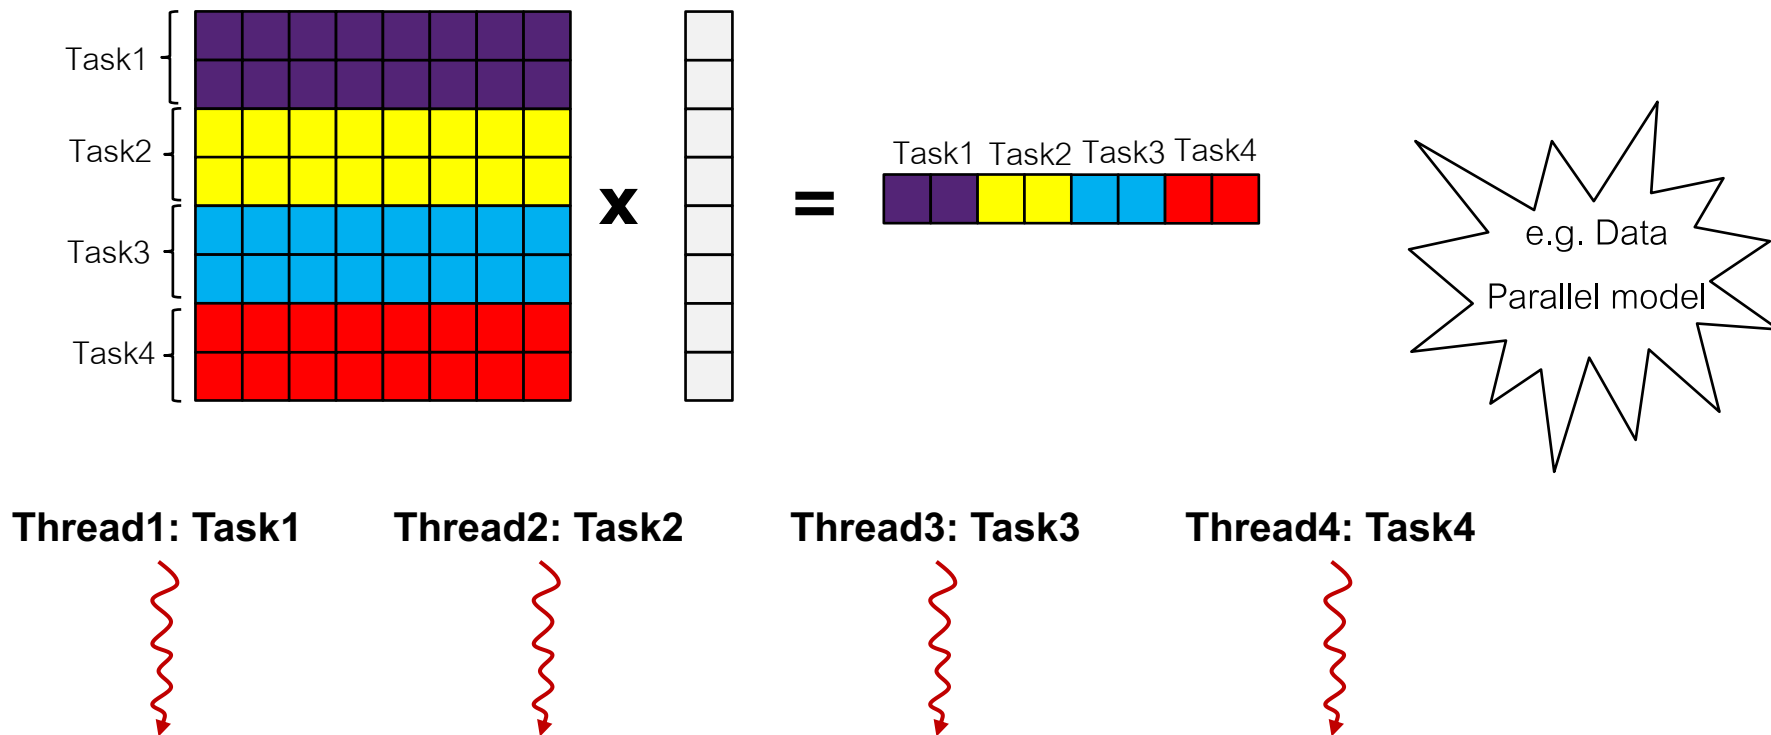 Task1
Task2
Task3
Task4
x
=
Task1 Task2 Task3 Task4
e.g. Data
Parallel model
Thread1: Task1
Thread2: Task2
Thread3: Task3
Thread4: Task4